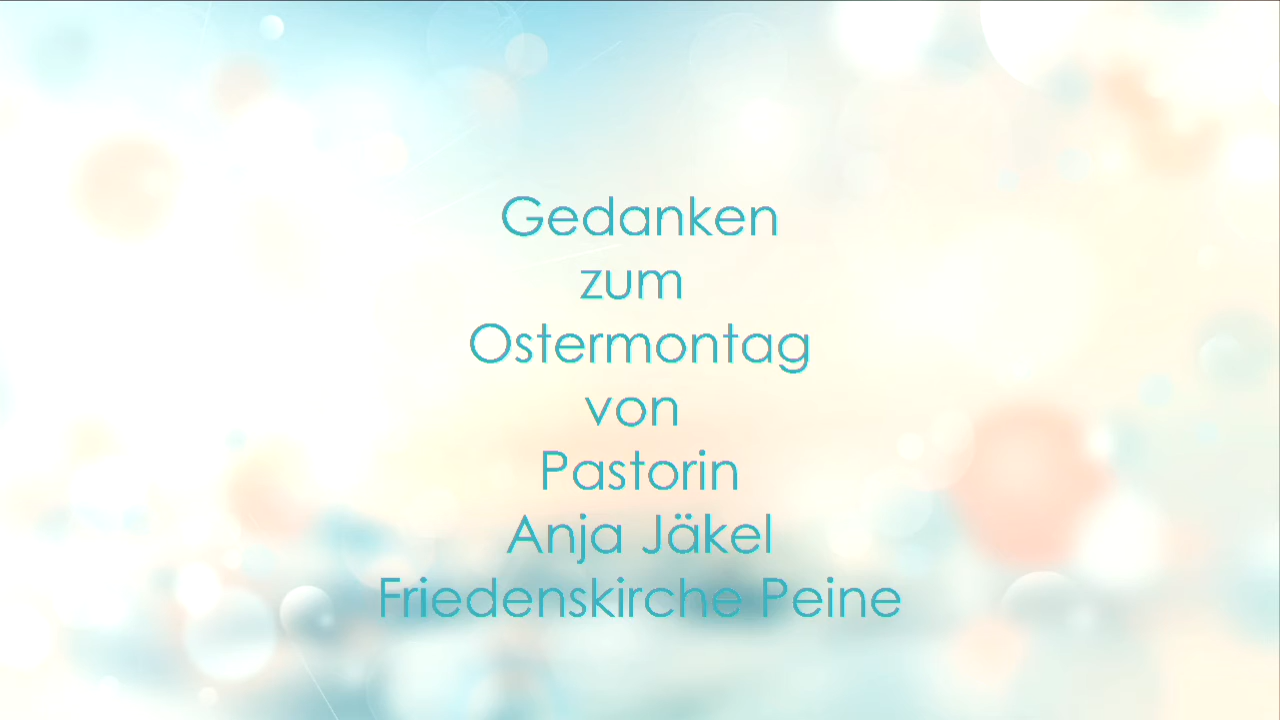 Gedanken
zum
Ostermontag
von
Pastorin
Anja Jäkel
Friedenskirche Peine